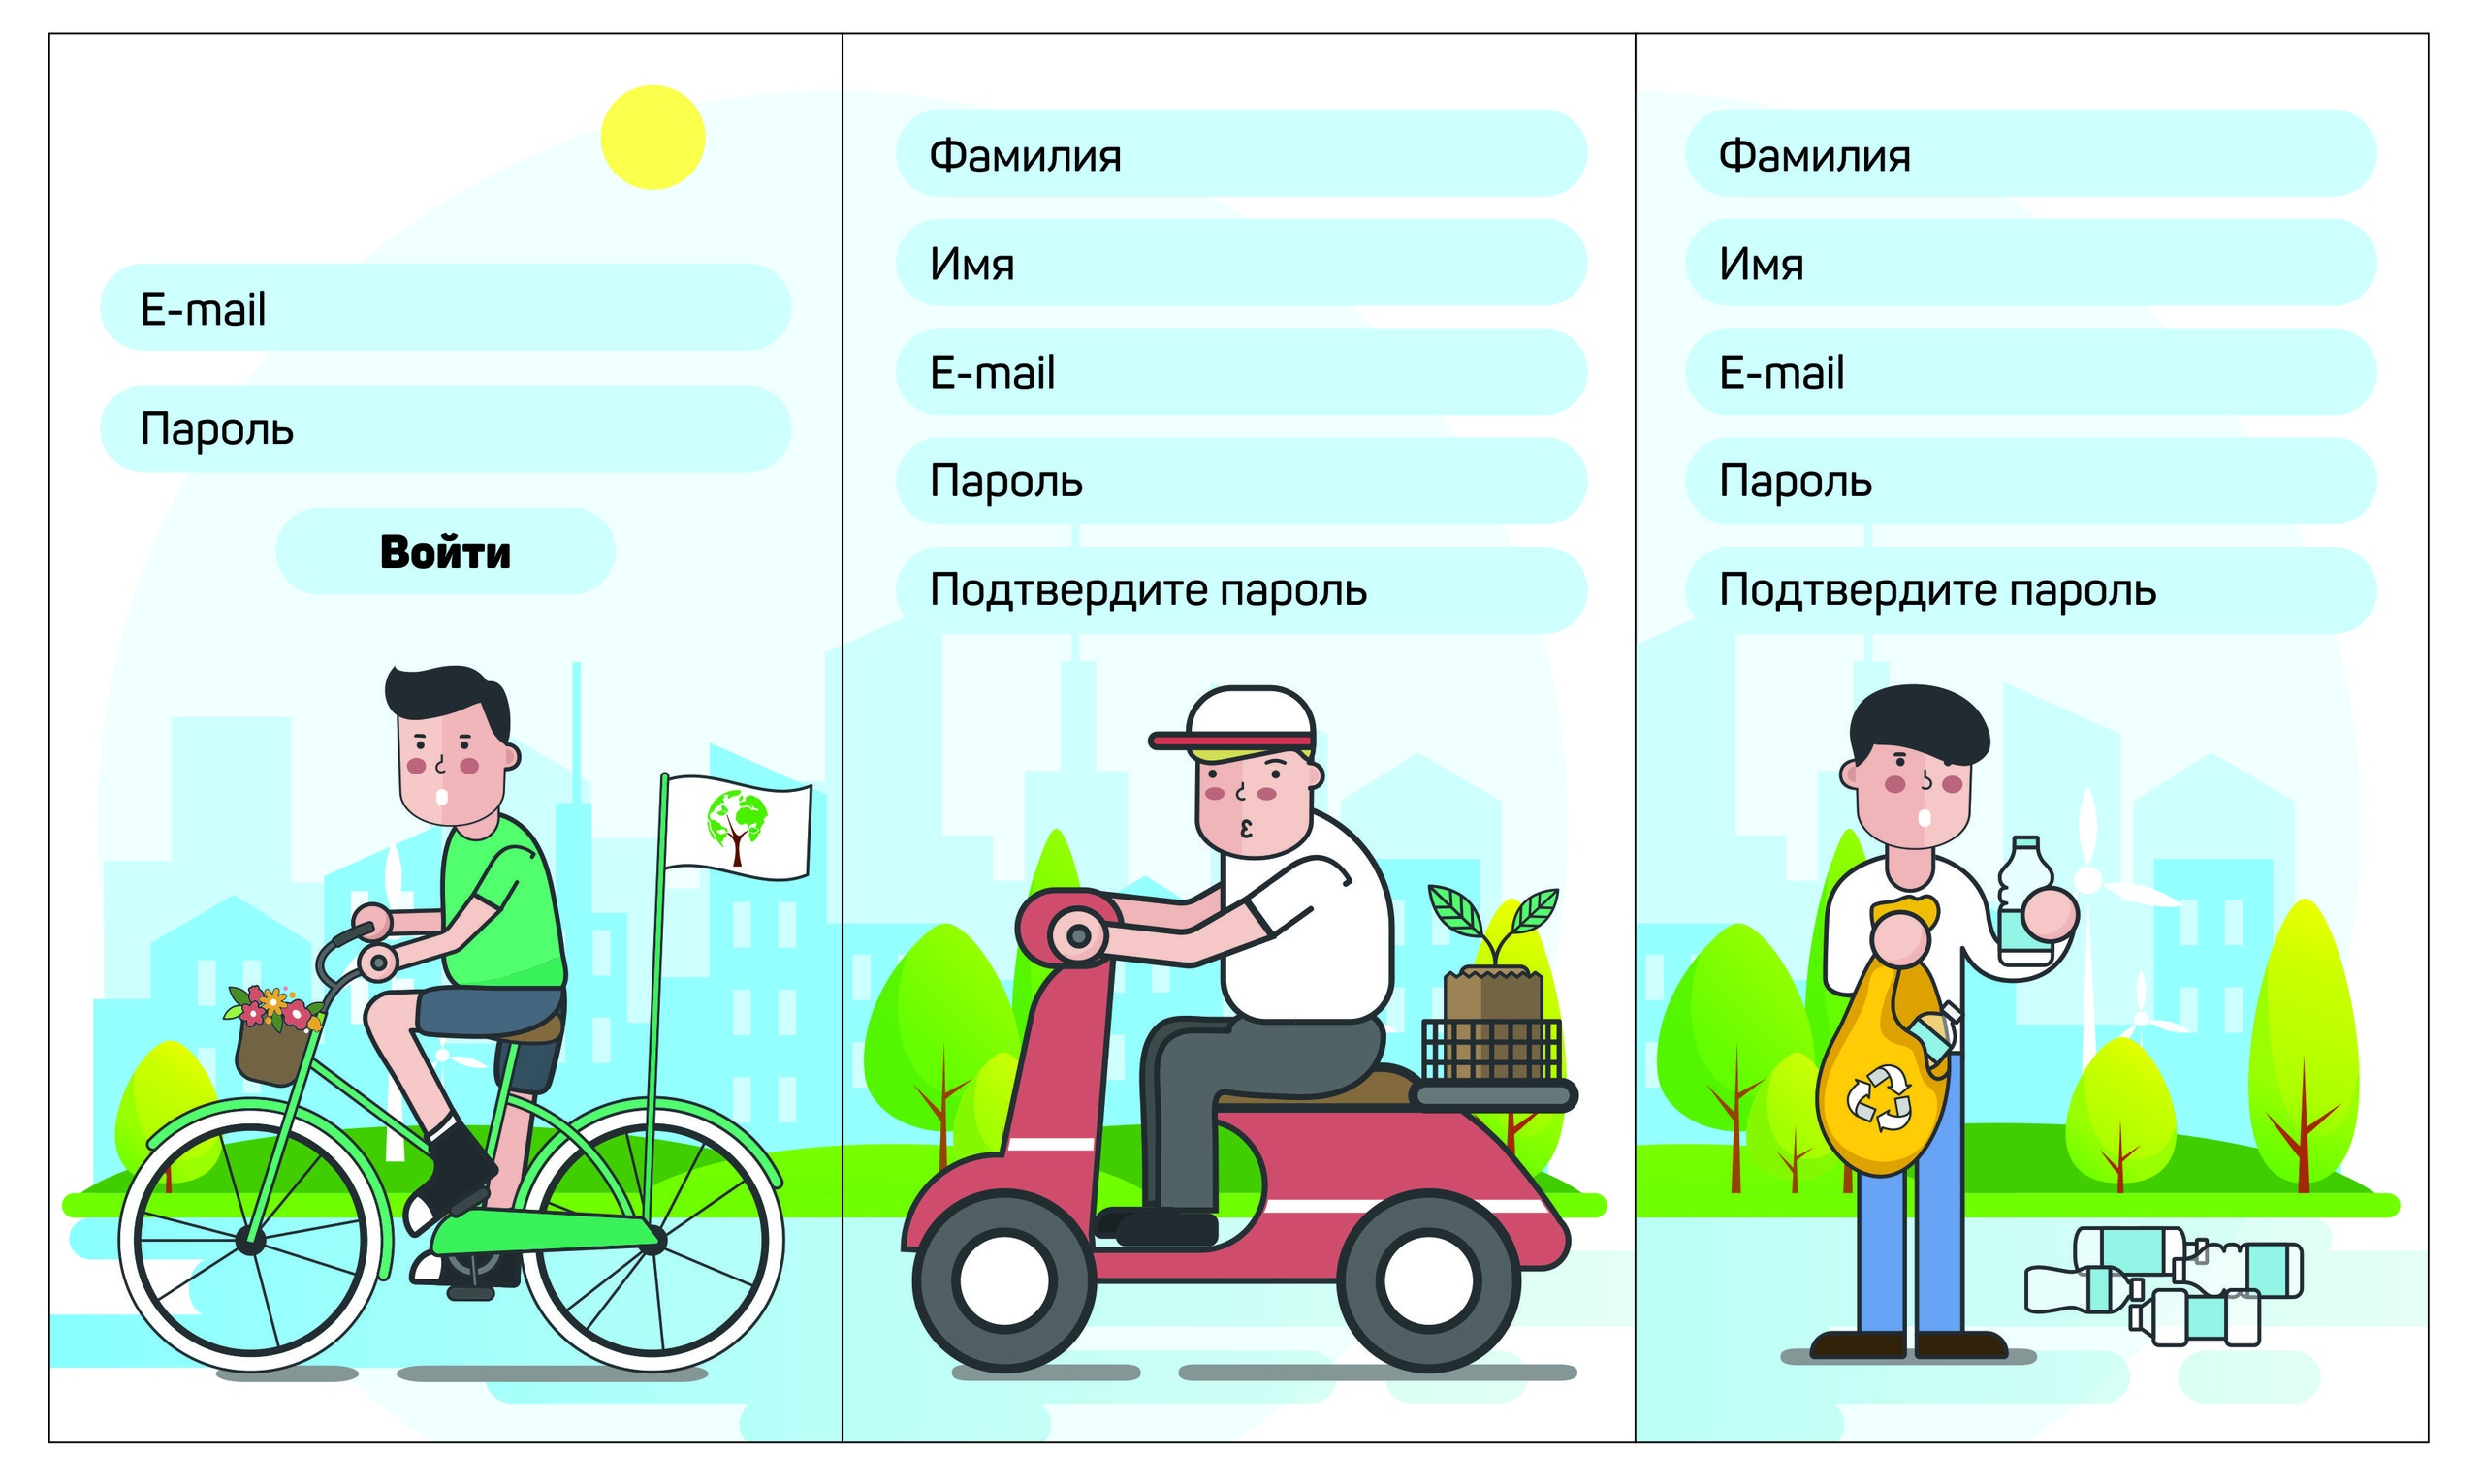 E-mail
Пароль
Войти
Фамилия
Имя
E-mail
Пароль
Подтвердите пароль
Фамилия
Имя
E-mail
Пароль
Подтвердите пароль